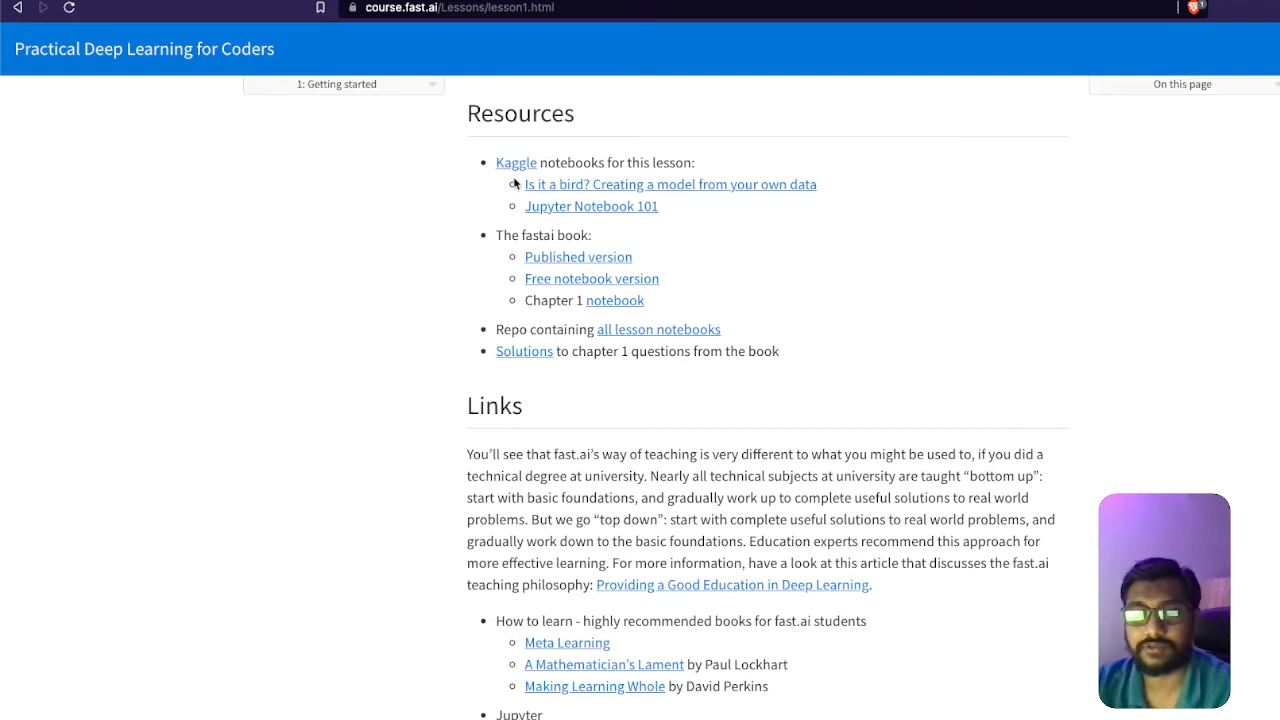 course.fast.ai/Lessons/lesson1.html
1
Practical Deep Learning for Coders
1: Getting started
On this page
Resources
Kaggle notebooks for this lesson:
Is it a bird? Creating a model from your own data
Jupyter Notebook 101
The fastai book:
Published version
Free notebook version
Chapter 1 notebook
Repo containing all lesson notebooks
Solutions to chapter 1 questions from the book
Links
You’ll see that fast.ai’s way of teaching is very different to what you might be used to, if you did a
technical degree at university. Nearly all technical subjects at university are taught “bottom up”:
start with basic foundations, and gradually work up to complete useful solutions to real world
problems. But we go “top down”: start with complete useful solutions to real world problems, and
gradually work down to the basic foundations. Education experts recommend this approach for
more effective learning. For more information, have a look at this article that discusses the fast.ai
teaching philosophy: Providing a Good Education in Deep Learning.
How to learn - highly recommended books for fast.ai students
Meta Learning
A Mathematician’s Lament by Paul Lockhart
Making Learning Whole by David Perkins
Jupyter